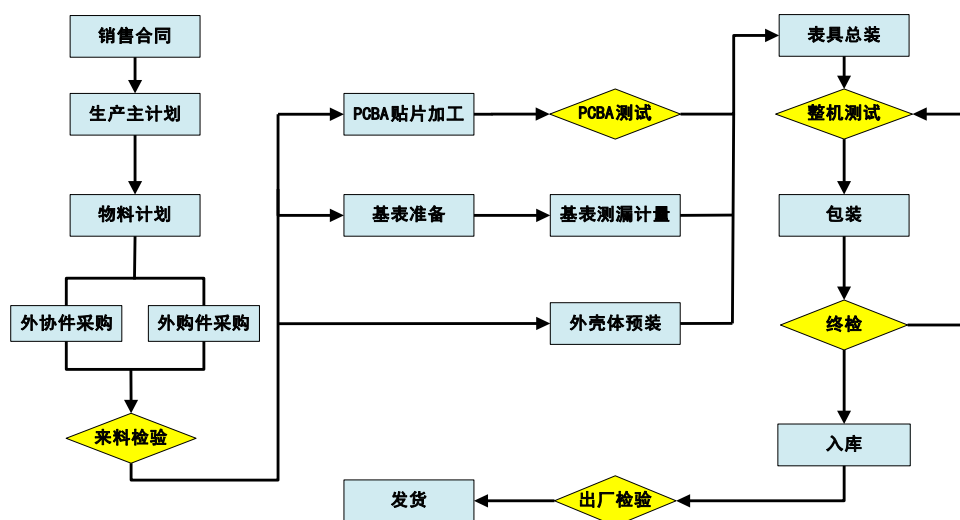 销售合同
生产主计划
物料计划
外协件采购
外购件采购
来料检验
PCBA贴片加工
PCBA测试
基表准备
基表测漏计量
外壳体预装
表具总装
整机测试
包装
终检
入库
出厂检验
发货